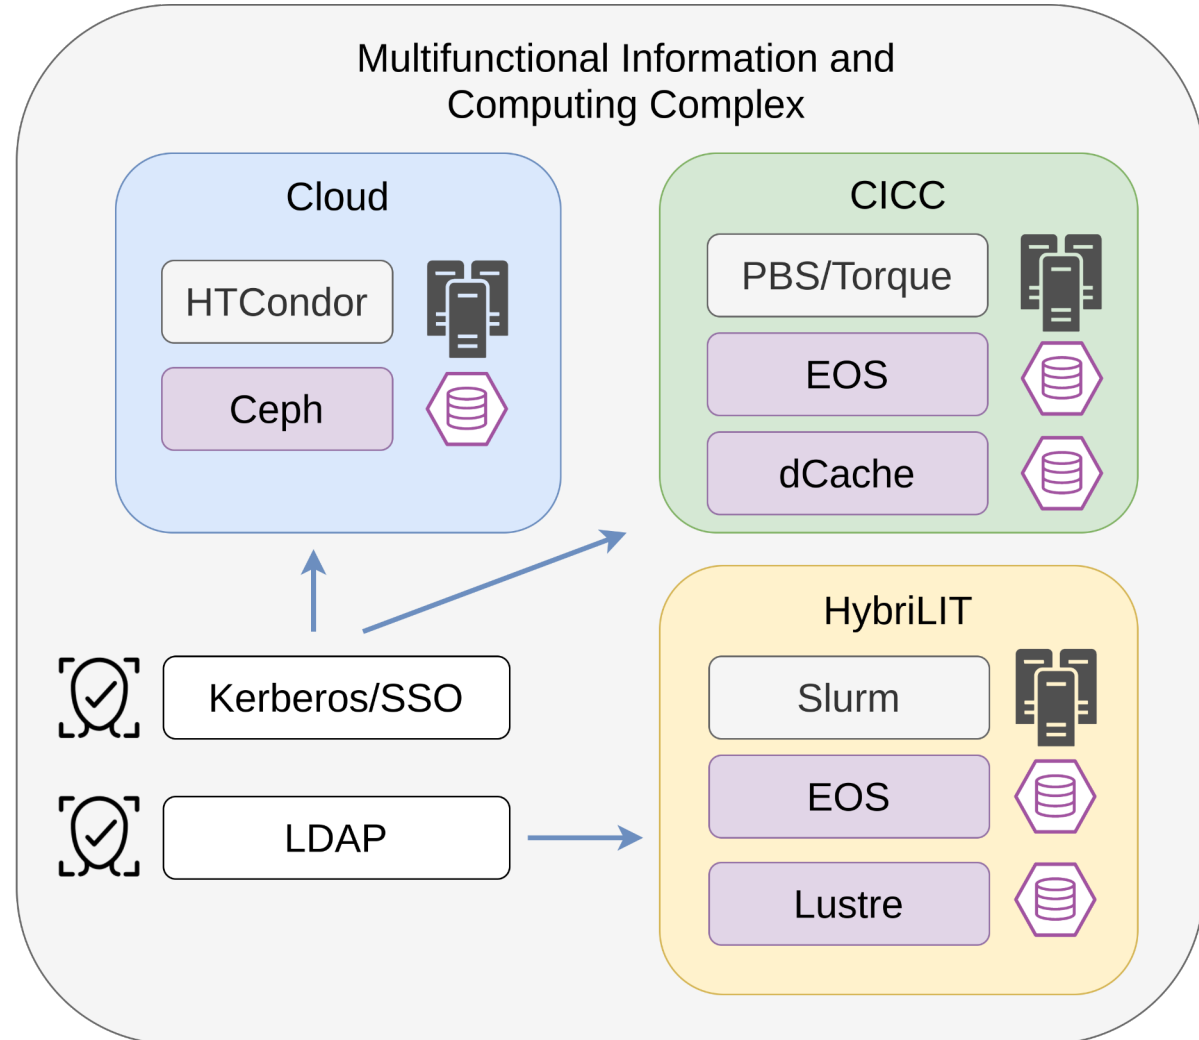 Multifunctional Information and
Computing Complex
Cloud
HTCondor
Ceph
CICC
PBS/Torque
EOS
dCache
Kerberos/SSO
LDAP
HybriLIT
Slurm
EOS
Lustre